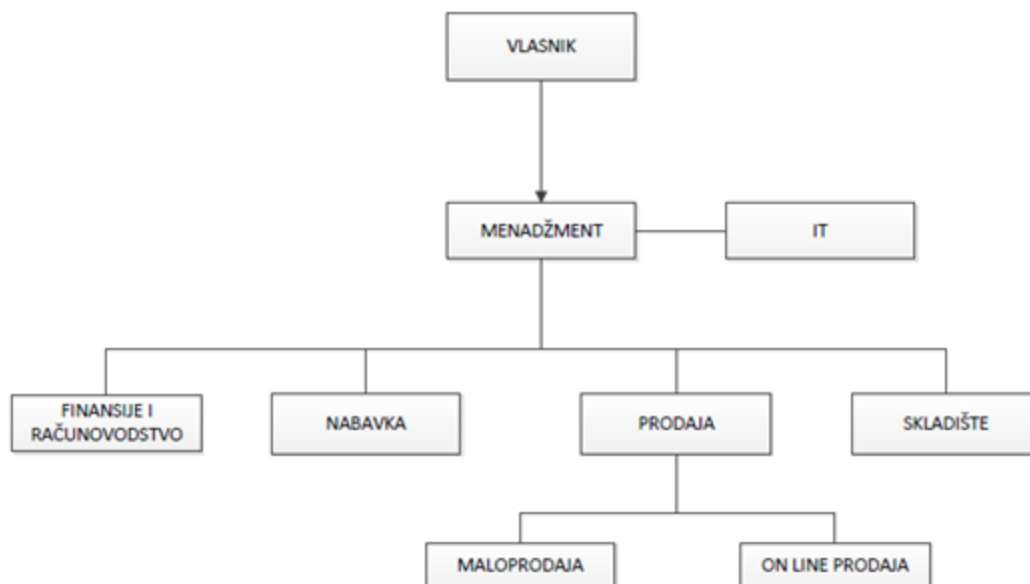 VLASNIK
MENADŽMENT
IT
FINANSIJE I
RAČUNOVODSTVO
NABAVKA
PRODAJA
SKLADIŠTE
MALOPRODAJA
ON LINE PRODAJA